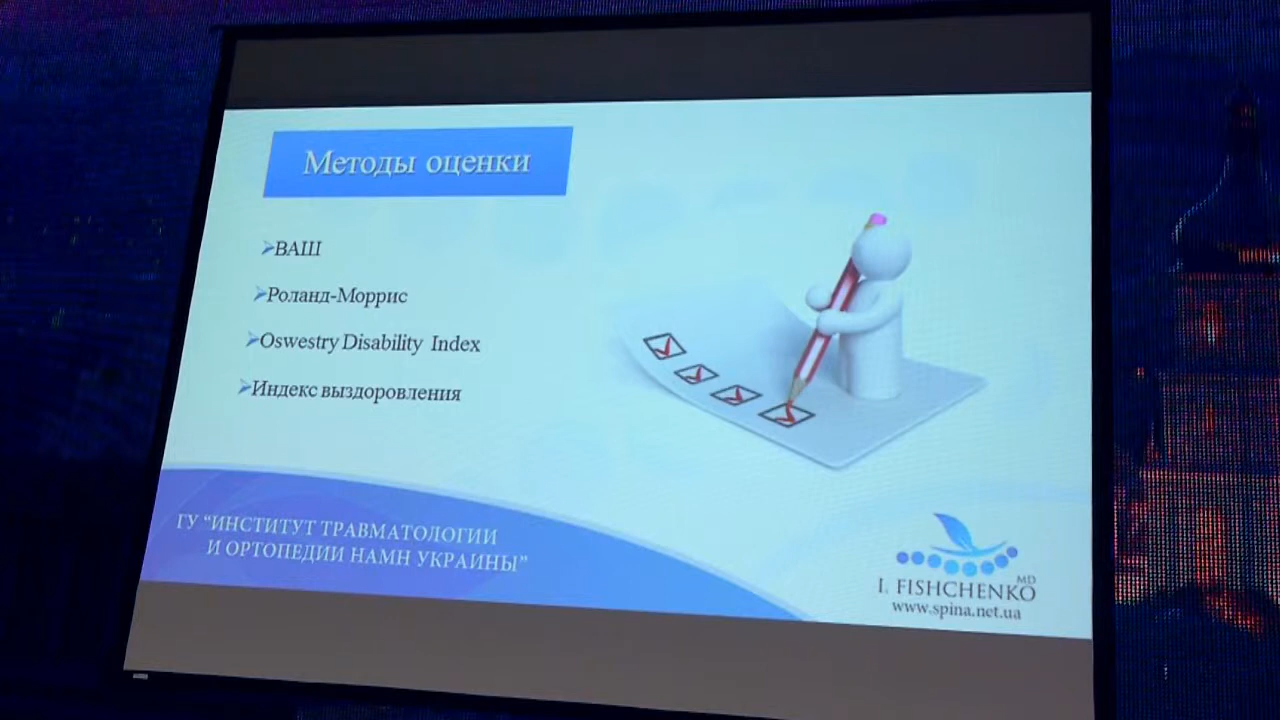 Методы оценки
ВАШ
Роланд-Моррис
Oswestry Disability Index
Индекс выздоровления
ГУ “ИНСТИТУТ ТРАВМАТОЛОГИИ
И ОРТОПЕДИИ НАМН УКРАИНЫ”
MD
I. FISHCHENKO
www.spina.net.ua